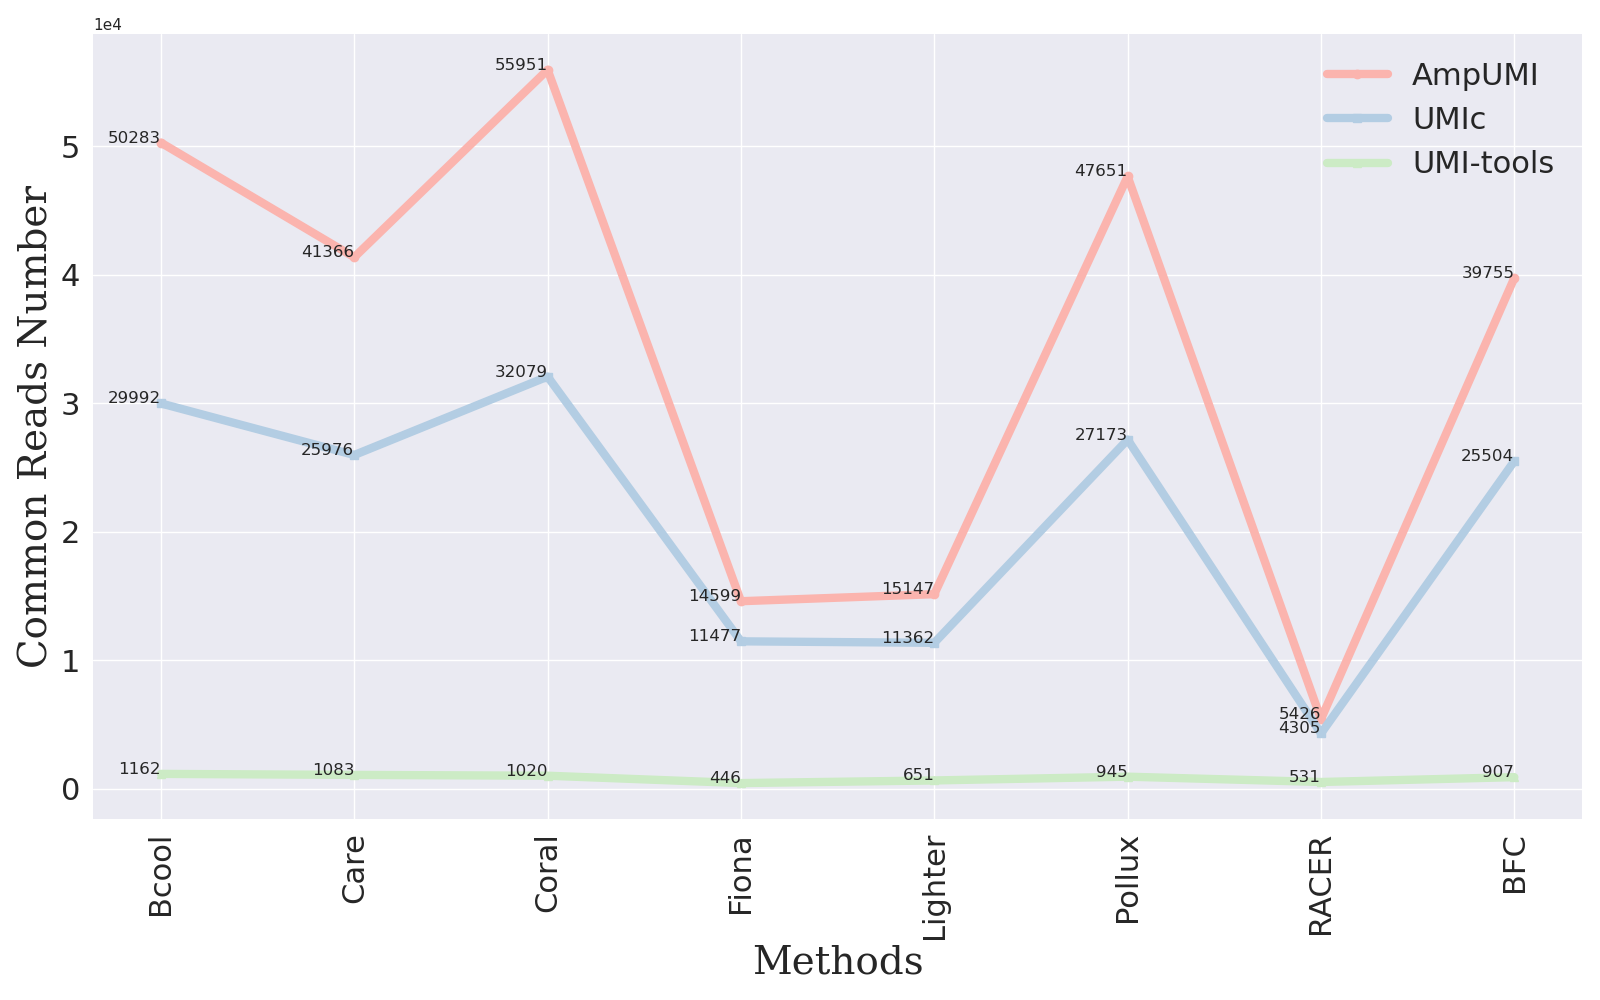 1e4
AmpUMI
UMIc
UMI-tools
Common Reads Number
5
4
3
2
1
0
50283
41366
55951
14599
15147
47651
5426
39755
29992
25976
32079
11477
11362
27173
4305
25504
1162
1083
1020
446
651
945
531
907
Bcool
Care
Coral
Fiona
Lighter
Pollux
RACER
BFC
Methods